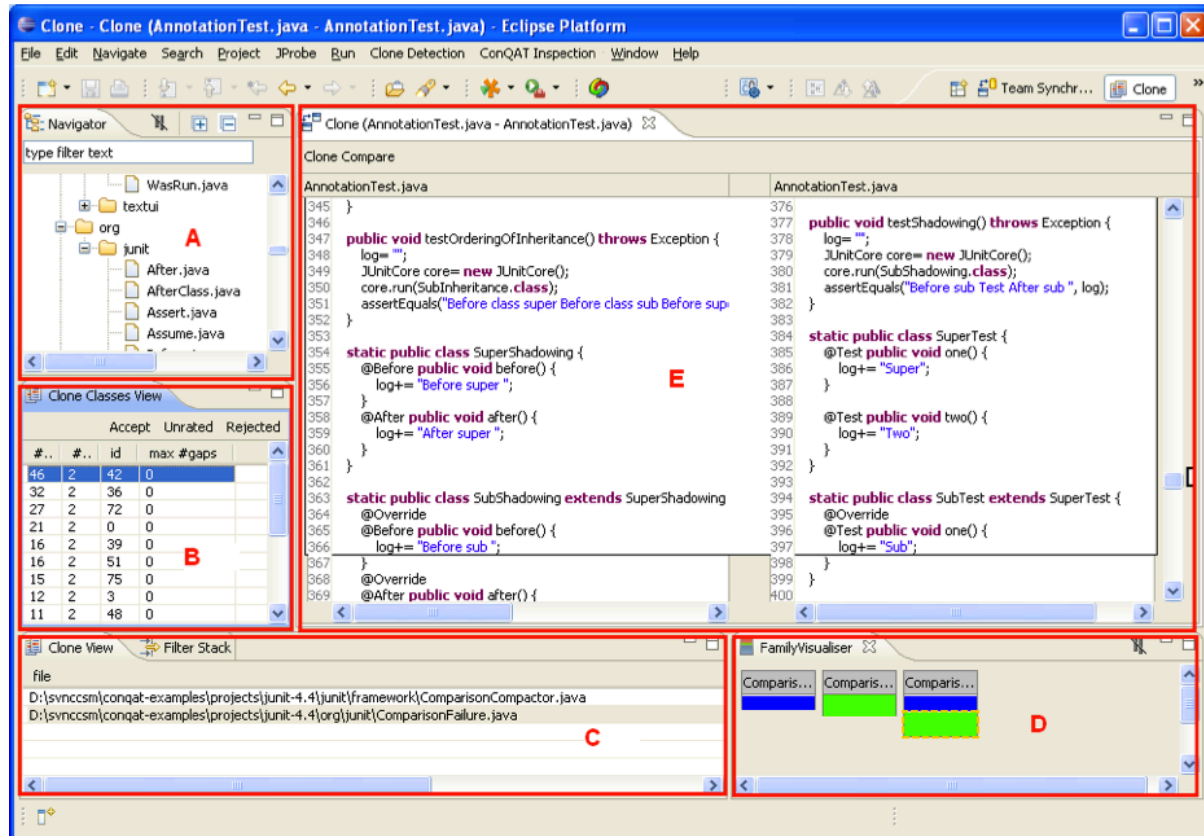 Clone - Clone (AnnotationTest.java - AnnotationTest.java) - Eclipse Platform
File Edit Navigate Search Project JProbe Run Clone Detection ConQAT Inspection Window Help
Team Synchr... Clone »
Navigator
type filter text
WasRun.java
textui
org
junit
After.java
AfterClass.java
Assert.java
Assume.java
A
Clone Classes View
Accept Unrated Rejected
#.. #.. id max #gaps
46 2 42 0
32 2 36 0
27 2 72 0
21 2 0 0
16 2 39 0
16 2 51 0
15 2 75 0
12 2 3 0
11 2 48 0
B
Clone (AnnotationTest.java - AnnotationTest.java)
Clone Compare
AnnotationTest.java
345 }
346
347 public void testOrderingOfInheritance() throws Exception {
348 log= "";
349 JUnitCore core= new JUnitCore();
350 core.run(SubInheritance.class);
351 assertEquals("Before class super Before class sub Before supe
352 }
353
354 static public class SuperShadowing {
355 @Before public void before() {
356 log+= "Before super ";
357 }
358 @After public void after() {
359 log+= "After super ";
360 }
361 }
362
363 static public class SubShadowing extends SuperShadowing
364 @Override
365 @Before public void before() {
366 log+= "Before sub ";
367 }
368 @Override
369 @After public void after() {
E
AnnotationTest.java
376
377 public void testShadowing() throws Exception {
378 log= "";
379 JUnitCore core= new JUnitCore();
380 core.run(SubShadowing.class);
381 assertEquals("Before sub Test After sub ", log);
382 }
383
384 static public class SuperTest {
385 @Test public void one() {
386 log+= "Super";
387 }
388
389 @Test public void two() {
390 log+= "Two";
391 }
392 }
393
394 static public class SubTest extends SuperTest {
395 @Override
396 @Test public void one() {
397 log+= "Sub";
398 }
399 }
400
Clone View Filter Stack
file
D:\svnccsm\conqat-examples\projects\junit-4.4\junit\framework\ComparisonCompactor.java
D:\svnccsm\conqat-examples\projects\junit-4.4\org\junit\ComparisonFailure.java
C
FamilyVisualiser
Comparis... Comparis... Comparis...
D